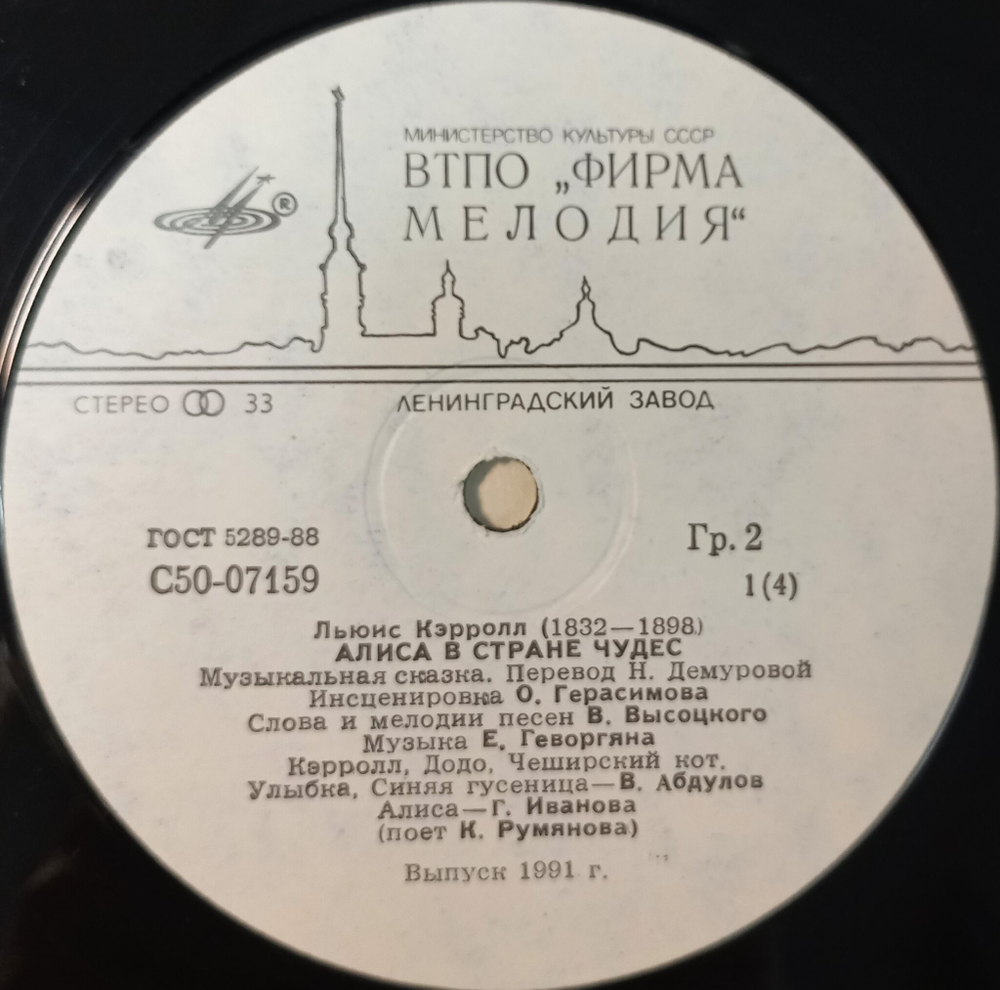 МИНИСТЕРСТВО КУЛЬТУРЫ СССР
ВТПО „ФИРМА
МЕЛОДИЯ“
®
СТЕРЕО 33
ЛЕНИНГРАДСКИЙ ЗАВОД
ГОСТ 5289-88
Гр. 2
С50-07159
1(4)
Льюис Кэрролл (1832—1898)
АЛИСА В СТРАНЕ ЧУДЕС
Музыкальная сказка. Перевод Н. Демуровой
Инсценировка О. Герасимова
Слова и мелодии песен В. Высоцкого
Музыка Е. Геворгяна
Кэрролл, Додо, Чеширский кот.
Улыбка, Синяя гусеница—В. Абдулов
Алиса—Г. Иванова
(поет К. Румянова)
Выпуск 1991 г.